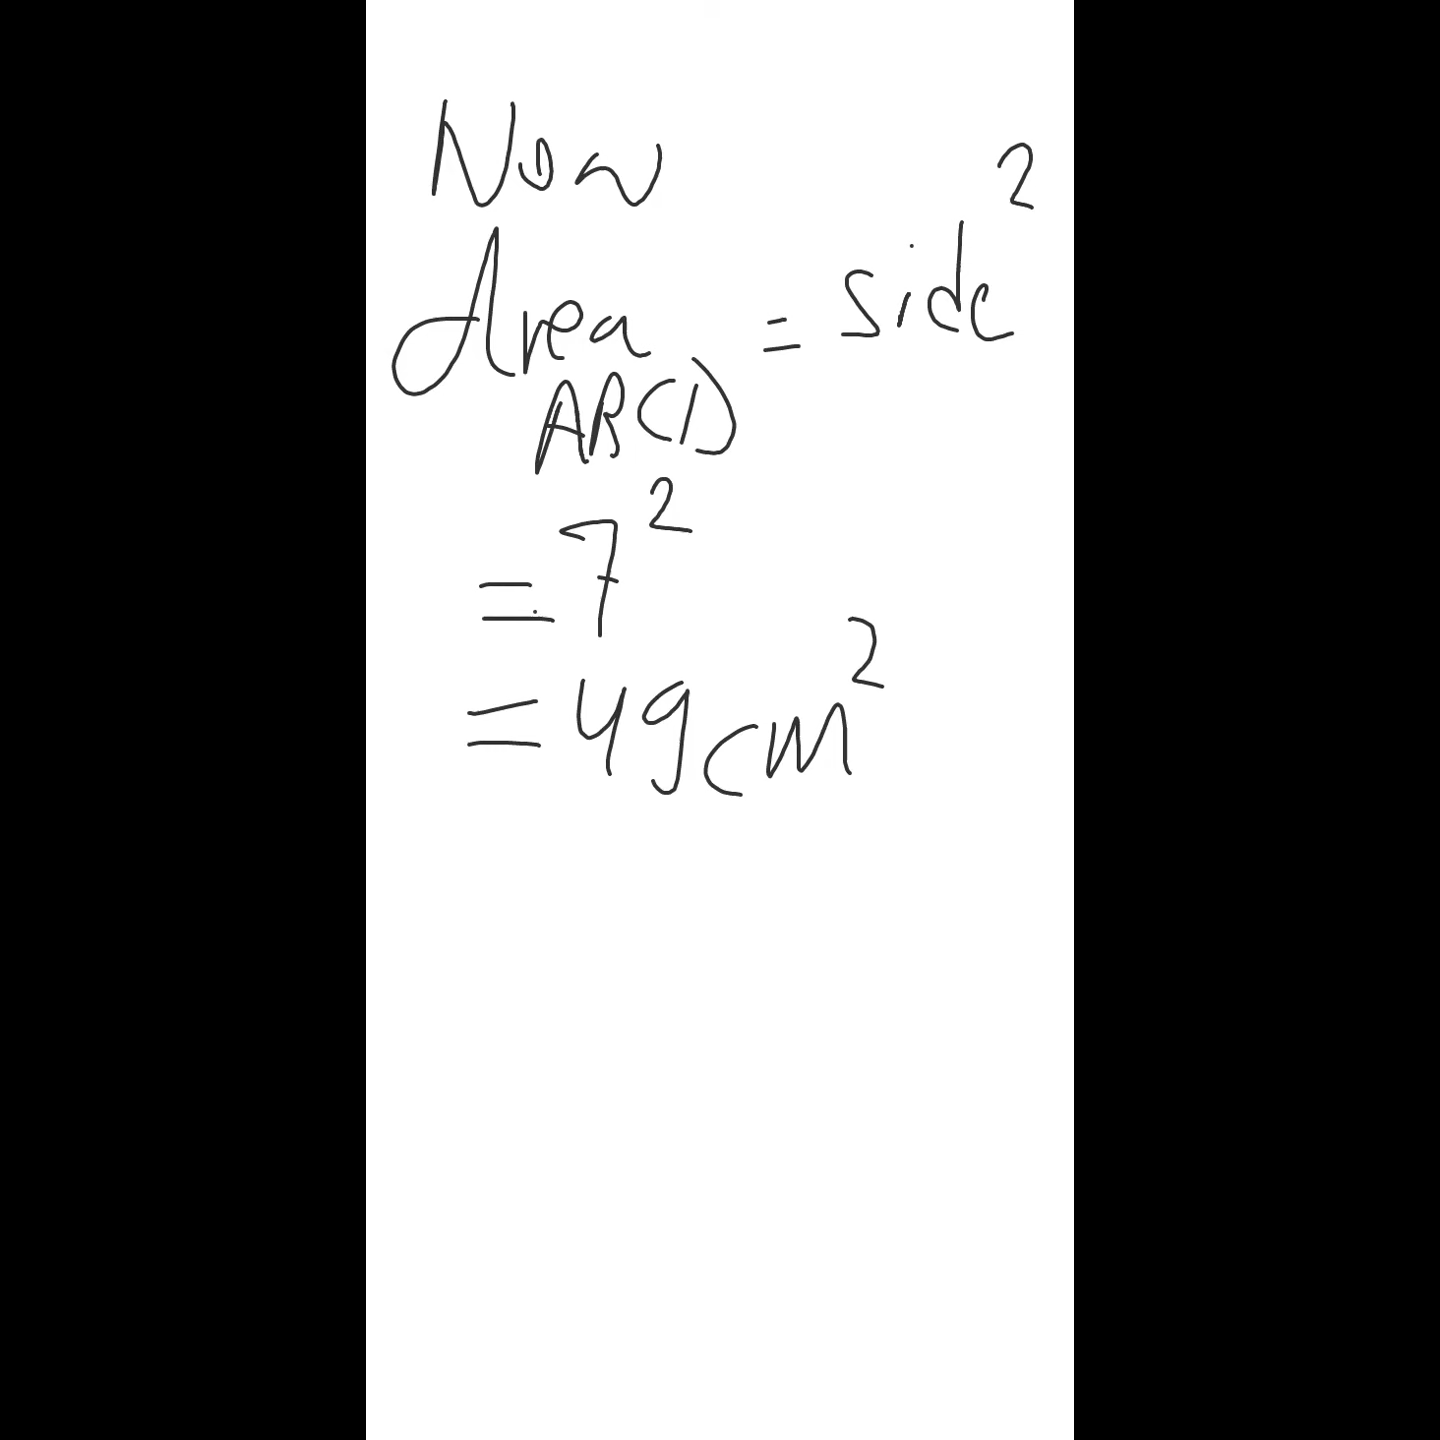 Now
Area ABCD = side²
= 7²
= 49cm²